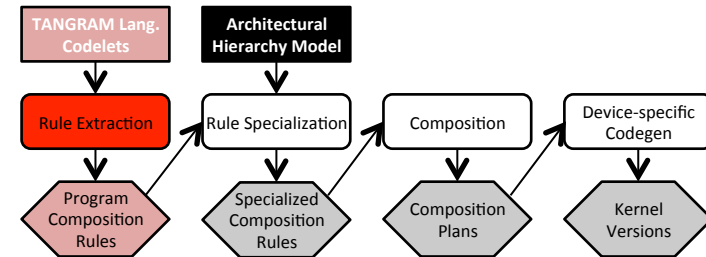 TANGRAM Lang.
Codelets
Architectural
Hierarchy Model
Rule Extraction
Rule Specialization
Composition
Device-specific
Codegen
Program
Composition
Rules
Specialized
Composition
Rules
Composition
Plans
Kernel
Versions